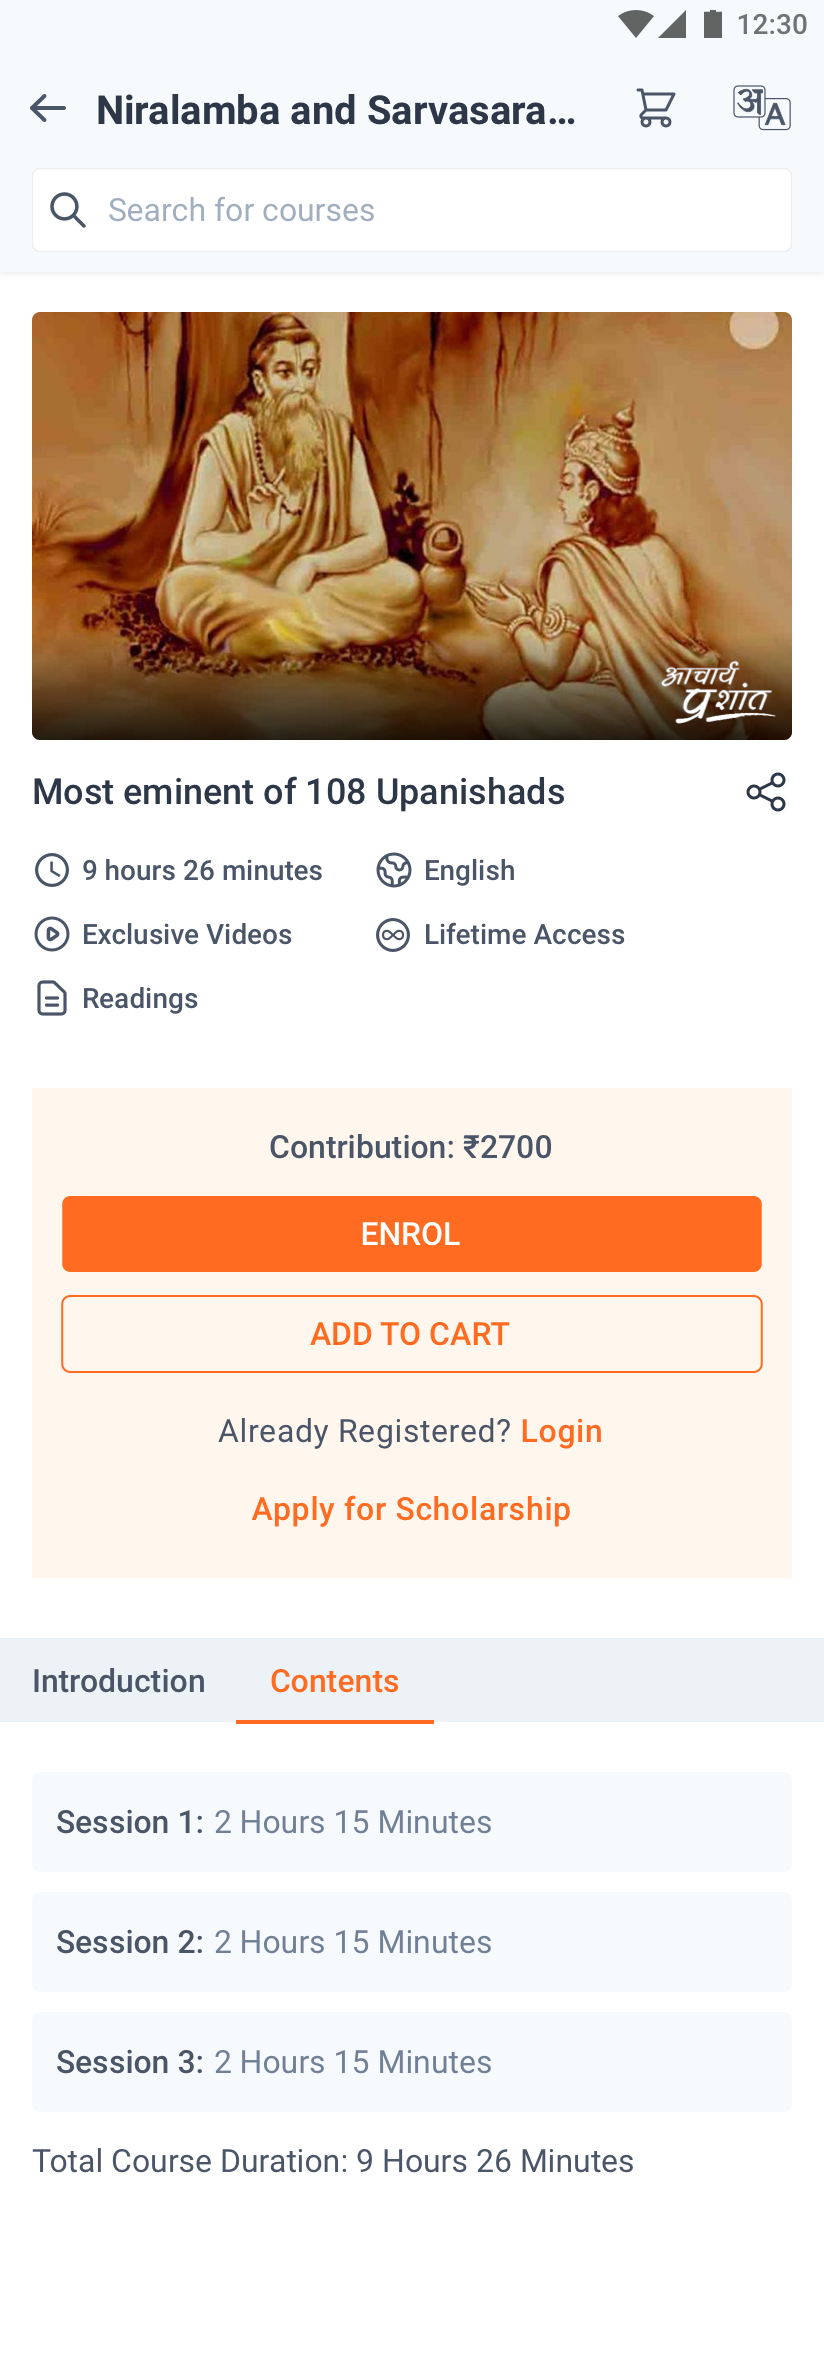 12:30
Niralamba and Sarvasara...
अ A
Search for courses
आचार्य
प्रशांत
Most eminent of 108 Upanishads
9 hours 26 minutes
English
Exclusive Videos
Lifetime Access
Readings
Contribution: ₹2700
ENROL
ADD TO CART
Already Registered? Login
Apply for Scholarship
Introduction
Contents
Session 1: 2 Hours 15 Minutes
Session 2: 2 Hours 15 Minutes
Session 3: 2 Hours 15 Minutes
Total Course Duration: 9 Hours 26 Minutes